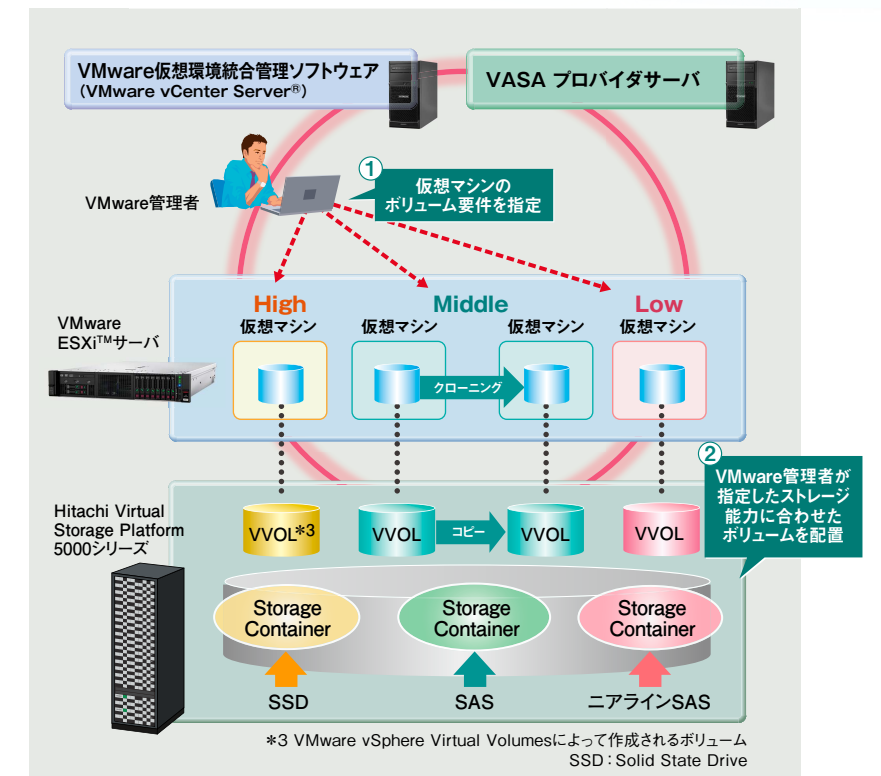 VMware仮想環境統合管理ソフトウェア
(VMware vCenter Server®)
VASA プロバイダサーバ
VMware管理者
①
仮想マシンの
ボリューム要件を指定
VMware
ESXi™サーバ
High
仮想マシン
Middle
仮想マシン
仮想マシン
Low
仮想マシン
クローニング
②
VMware管理者が
指定したストレージ
能力に合わせた
ボリュームを配置
Hitachi Virtual
Storage Platform
5000シリーズ
VVOL*3
VVOL
コピー
VVOL
VVOL
Storage
Container
Storage
Container
Storage
Container
SSD
SAS
ニアラインSAS
*3 VMware vSphere Virtual Volumesによって作成されるボリューム
SSD：Solid State Drive